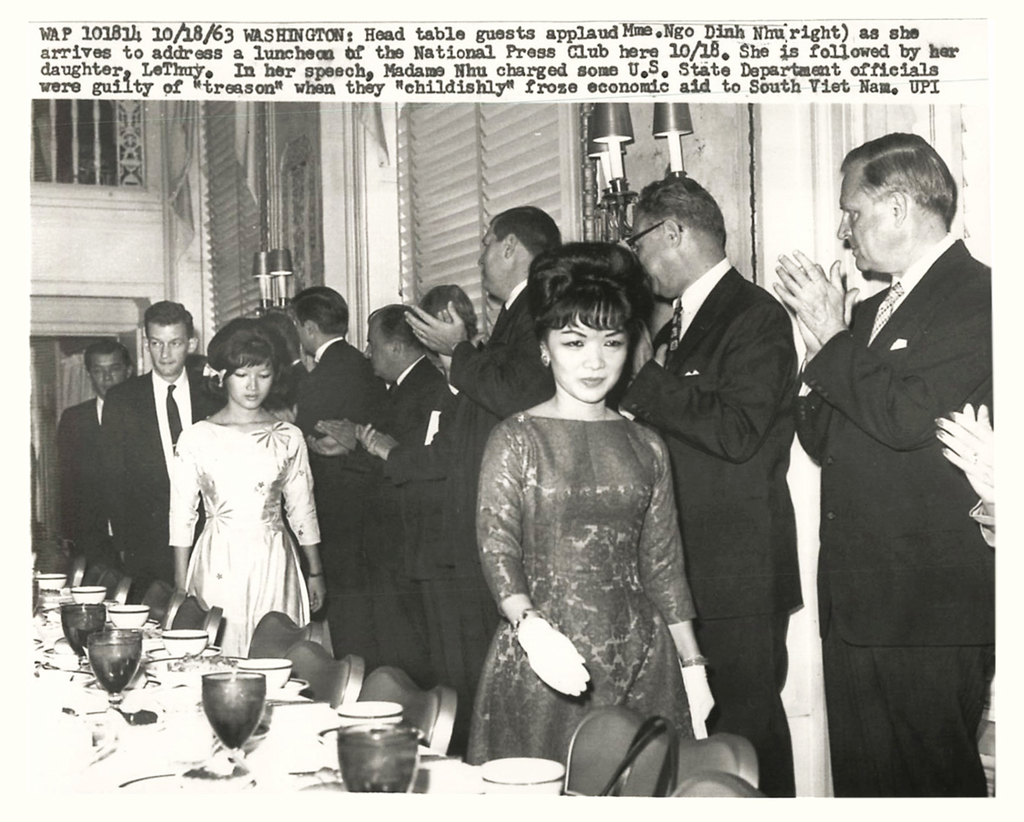 WAP 101814 10/18/63 WASHINGTON: Head table guests applaud Mme. Ngo Dinh Nhu right) as she
arrives to address a luncheon of the National Press Club here 10/18. She is followed by her
daughter, LeThuy. In her speech, Madame Nhu charged some U.S. State Department officials
were guilty of "treason" when they "childishly" froze economic aid to South Viet Nam. UPI